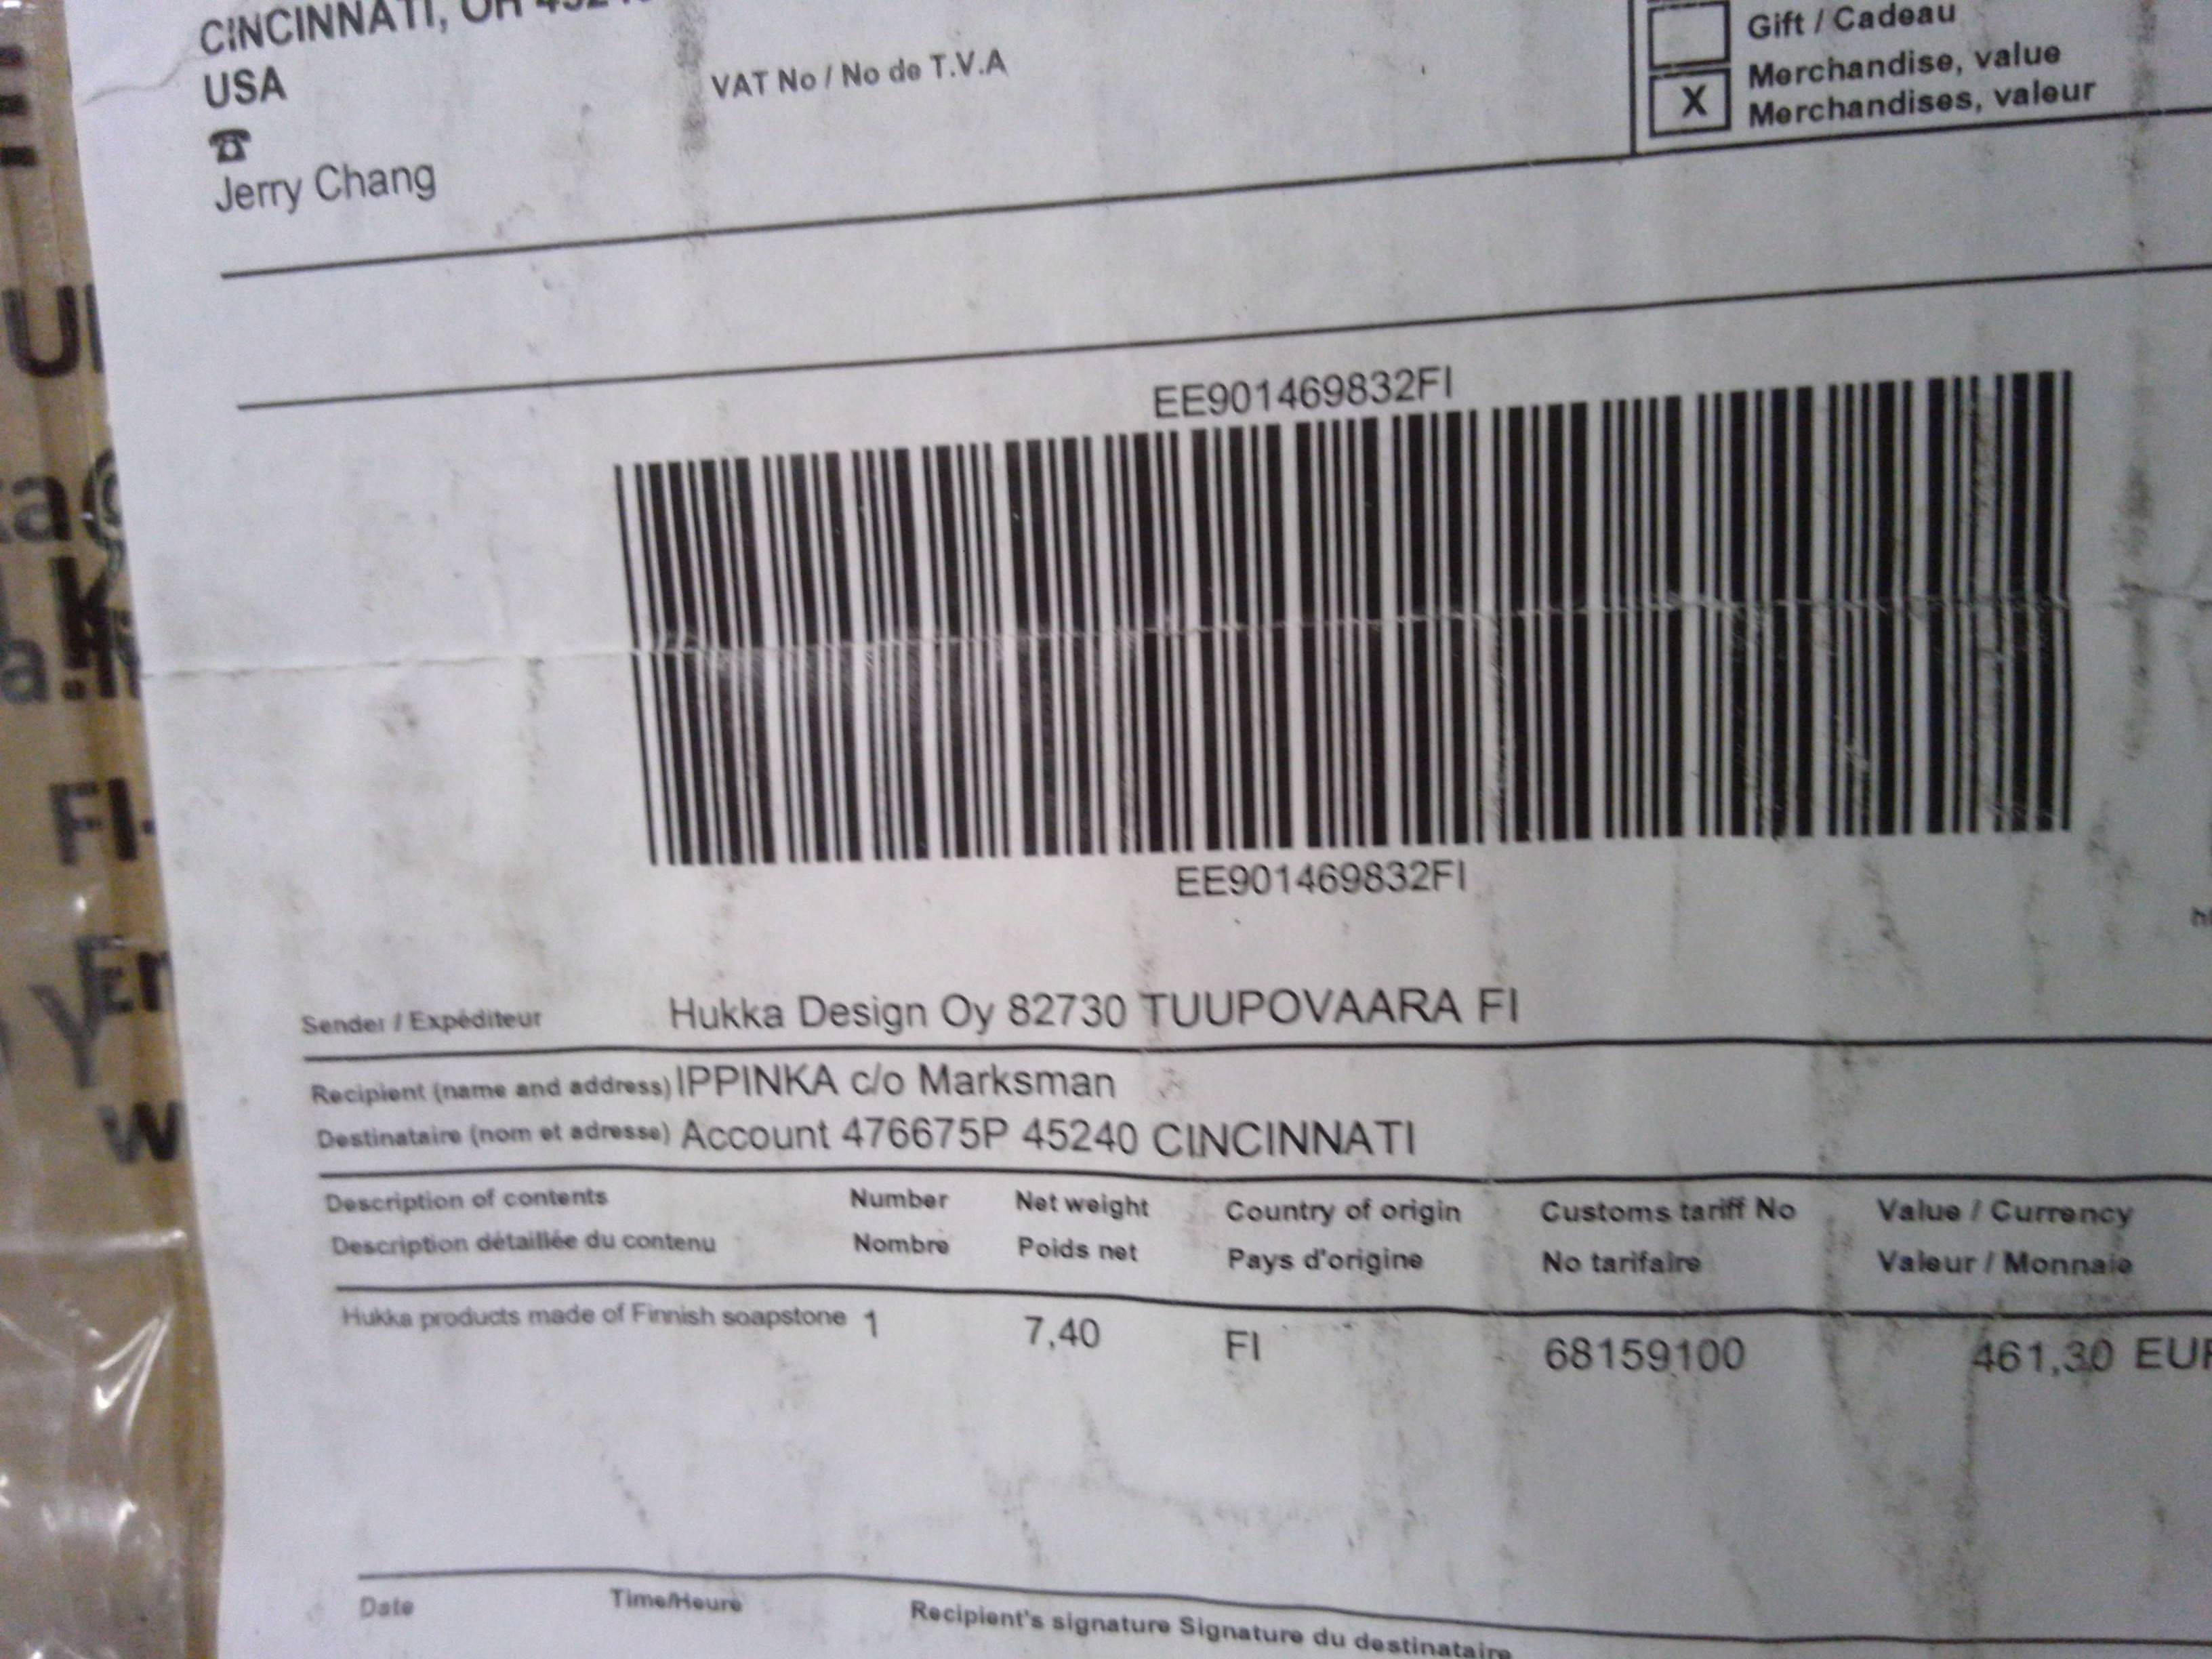 CINCINNATI, OH
USA
☎
Jerry Chang
VAT No / No de T.V.A
Gift / Cadeau
Merchandise, value
X Merchandises, valeur
EE901469832FI
EE901469832FI
Sender / Expéditeur Hukka Design Oy 82730 TUUPOVAARA FI
Recipient (name and address) IPPINKA c/o Marksman
Destinataire (nom et adresse) Account 476675P 45240 CINCINNATI
Description of contents Number Net weight Country of origin Customs tariff No Value / Currency
Description détaillée du contenu Nombre Poids net Pays d'origine No tarifaire Valeur / Monnaie
Hukka products made of Finnish soapstone 1 7,40 FI 68159100 461,30 EUR
Date Time/Heure Recipient's signature Signature du destinataire
FI-